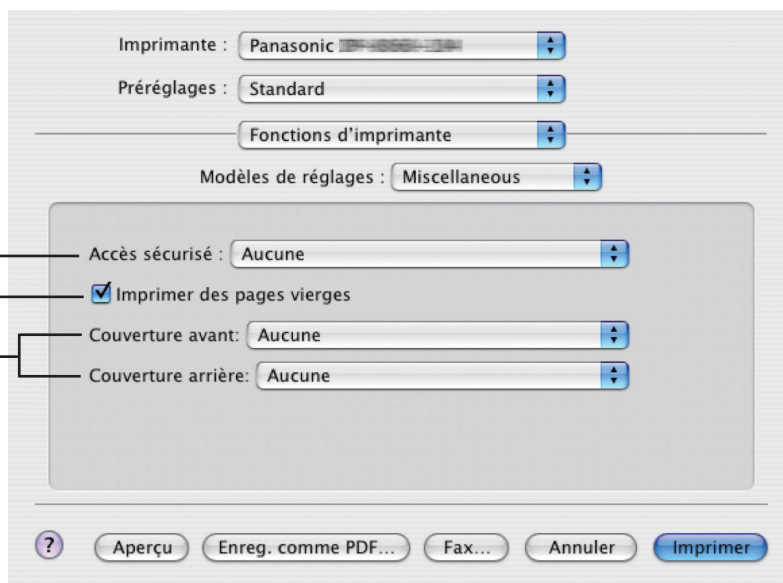 Imprimante : Panasonic
Préréglages : Standard
Fonctions d'imprimante
Modèles de réglages : Miscellaneous
Accès sécurisé : Aucune
Imprimer des pages vierges
Couverture avant: Aucune
Couverture arrière: Aucune
? Aperçu Enreg. comme PDF... Fax... Annuler Imprimer